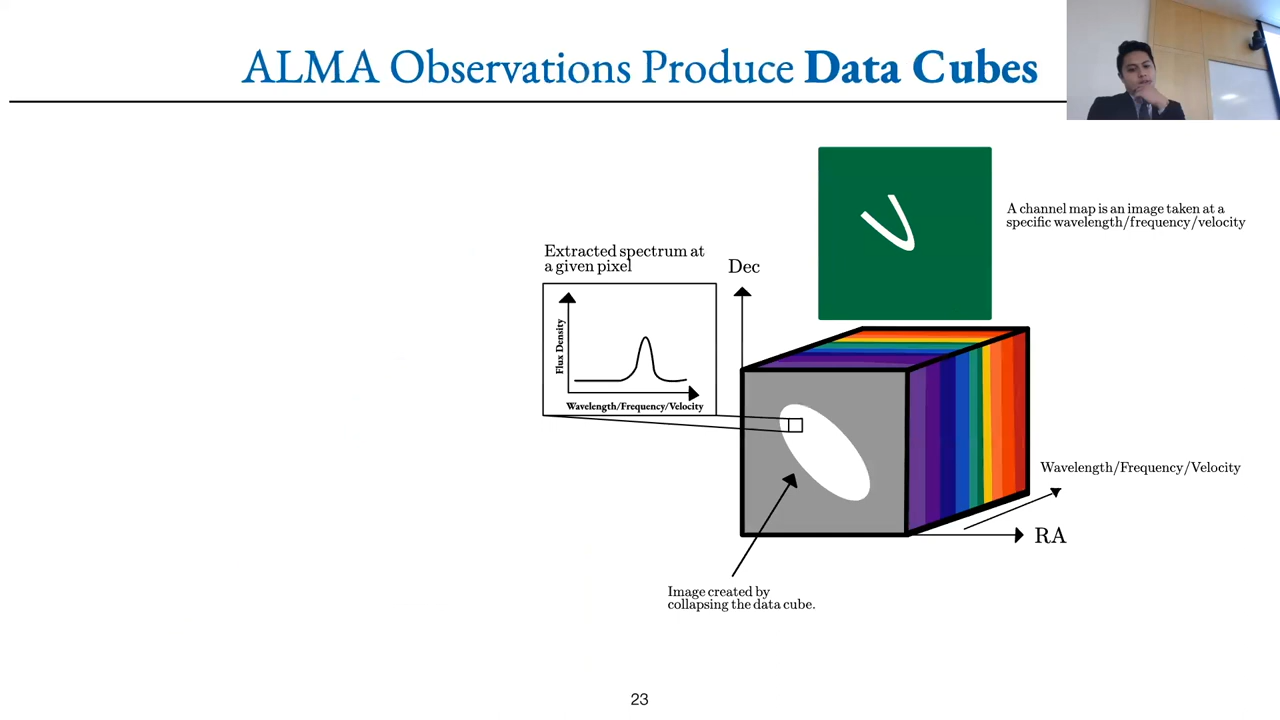 ALMA Observations Produce Data Cubes
A channel map is an image taken at a
specific wavelength/frequency/velocity
Extracted spectrum at
a given pixel
Dec
Flux Density
Wavelength/Frequency/Velocity
Wavelength/Frequency/Velocity
RA
Image created by
collapsing the data cube.
23